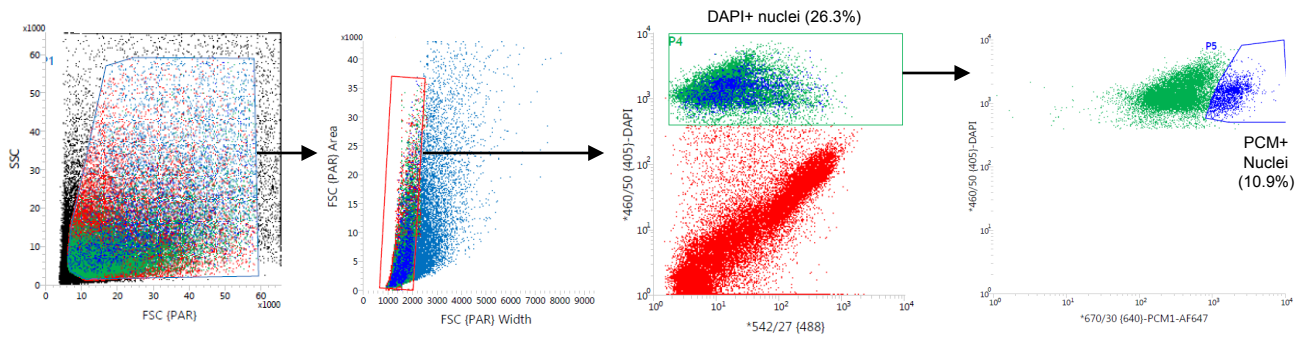 x1000
60
50
40
30
20
10
0
SSC
P1
0
10
20
30
40
50
60
x1000
FSC {PAR}
x1000
40
35
30
25
20
15
10
5
0
FSC {PAR} Area
0 1000 2000 3000 4000 5000 6000 7000 8000 9000
FSC {PAR} Width
DAPI+ nuclei (26.3%)
P4
10⁴
10³
10²
10¹
10⁰
*460/50 {405}-DAPI
10⁰ 10¹ 10² 10³ 10⁴
*542/27 {488}
P5
10⁴
10³
10²
10¹
10⁰
*460/50 {405}-DAPI
10⁰ 10¹ 10² 10³ 10⁴
*670/30 {640}-PCM1-AF647
PCM+
Nuclei
(10.9%)